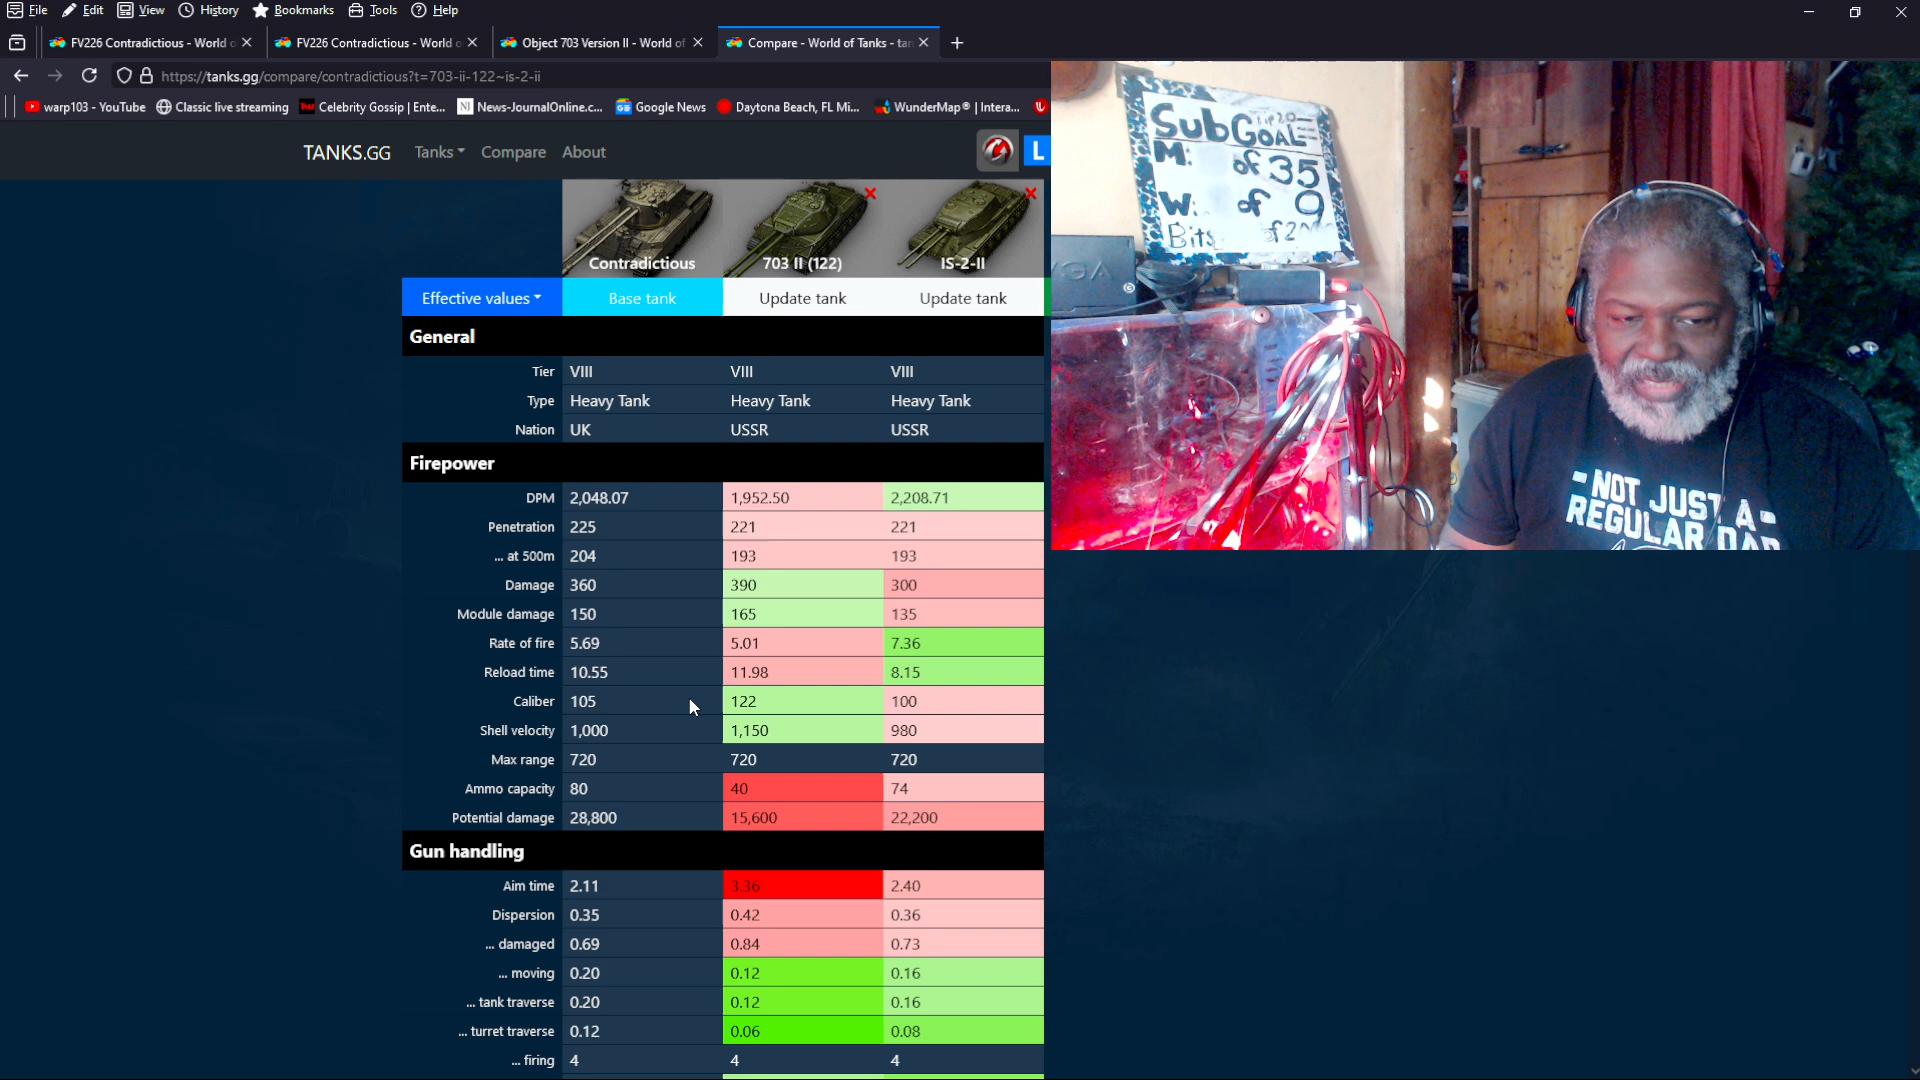 File Edit View History Bookmarks Tools Help
FV226 Contradictious - World o
FV226 Contradictious - World o
Object 703 Version II - World of
Compare - World of Tanks - tan
https://tanks.gg/compare/contradictious?t=703-ii-122~is-2-ii
warp103 - YouTube Classic live streaming Celebrity Gossip | Ente... News-JournalOnline.c... Google News Daytona Beach, FL Mi... WunderMap® | Intera...
TANKS.GG Tanks Compare About L
Contradictious 703 II (122) IS-2-II
Effective values Base tank Update tank Update tank
General
Tier VIII VIII VIII
Type Heavy Tank Heavy Tank Heavy Tank
Nation UK USSR USSR
Firepower
DPM 2,048.07 1,952.50 2,208.71
Penetration 225 221 221
... at 500m 204 193 193
Damage 360 390 300
Module damage 150 165 135
Rate of fire 5.69 5.01 7.36
Reload time 10.55 11.98 8.15
Caliber 105 122 100
Shell velocity 1,000 1,150 980
Max range 720 720 720
Ammo capacity 80 40 74
Potential damage 28,800 15,600 22,200
Gun handling
Aim time 2.11 3.36 2.40
Dispersion 0.35 0.42 0.36
... damaged 0.69 0.84 0.73
... moving 0.20 0.12 0.16
... tank traverse 0.20 0.12 0.16
... turret traverse 0.12 0.06 0.08
... firing 4 4 4
SubGOAL
M: of 35
W: of 9
Bits
-NOT JUST A-
REGULAR DAD